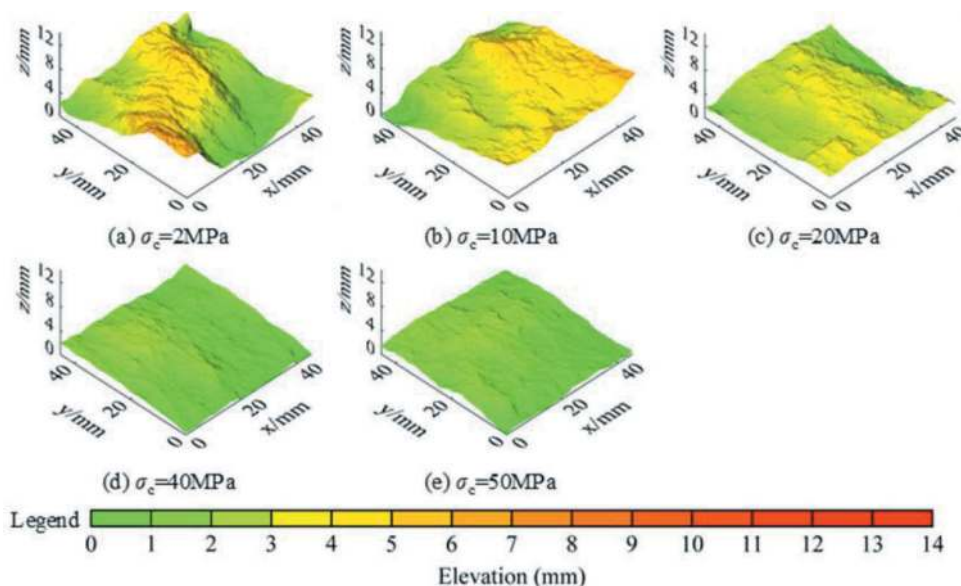 z/mm
12
8
4
0
40
20
0
y/mm
0
20
40
x/mm
(a) σc=2MPa
z/mm
12
8
4
0
40
20
0
y/mm
0
20
40
x/mm
(b) σc=10MPa
z/mm
12
8
4
0
40
20
0
y/mm
0
20
40
x/mm
(c) σc=20MPa
z/mm
12
8
4
0
40
20
0
y/mm
0
20
40
x/mm
(d) σc=40MPa
z/mm
12
8
4
0
40
20
0
y/mm
0
20
40
x/mm
(e) σc=50MPa
Legend
0 1 2 3 4 5 6 7 8 9 10 11 12 13 14
Elevation (mm)